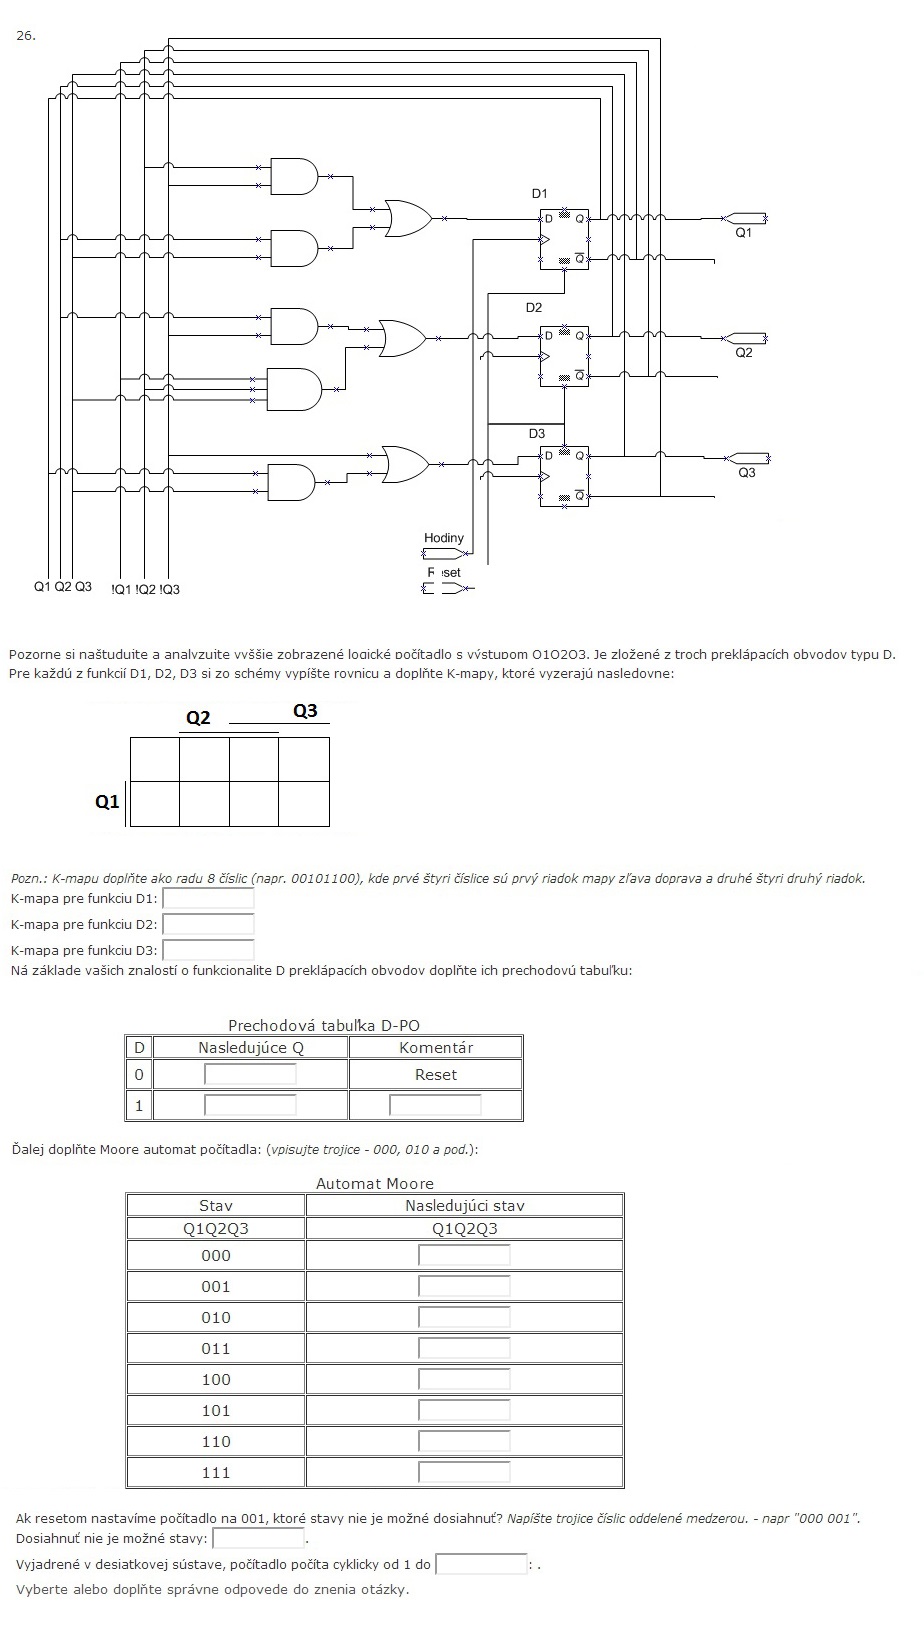 26.
D1
D Q
Q
Q1
D2
D Q
Q
Q2
D3
D Q
Q
Q3
Hodiny
Q1 Q2 Q3 !Q1 !Q2 !Q3
Pozorne si naštudujte a analyzujte vyššie zobrazené logické počítadlo s výstupom Q1Q2Q3. Je zložené z troch preklápacích obvodov typu D.
Pre každú z funkcií D1, D2, D3 si zo schémy vypíšte rovnicu a doplňte K-mapy, ktoré vyzerajú nasledovne:
Q2 Q3
Q1
Pozn.: K-mapu doplňte ako radu 8 číslic (napr. 00101100), kde prvé štyri číslice sú prvý riadok mapy zľava doprava a druhé štyri druhý riadok.
K-mapa pre funkciu D1:
K-mapa pre funkciu D2:
K-mapa pre funkciu D3:
Ná základe vašich znalostí o funkcionalite D preklápacích obvodov doplňte ich prechodovú tabuľku:
Prechodová tabuľka D-PO
D Nasledujúce Q Komentár
0 Reset
1
Ďalej doplňte Moore automat počítadla: (vpisujte trojice - 000, 010 a pod.):
Automat Moore
Stav Nasledujúci stav
Q1Q2Q3 Q1Q2Q3
000
001
010
011
100
101
110
111
Ak resetom nastavíme počítadlo na 001, ktoré stavy nie je možné dosiahnuť? Napíšte trojice číslic oddelené medzerou. - napr "000 001".
Dosiahnuť nie je možné stavy: .
Vyjadrené v desiatkovej sústave, počítadlo počíta cyklicky od 1 do : .
Vyberte alebo doplňte správne odpovede do znenia otázky.